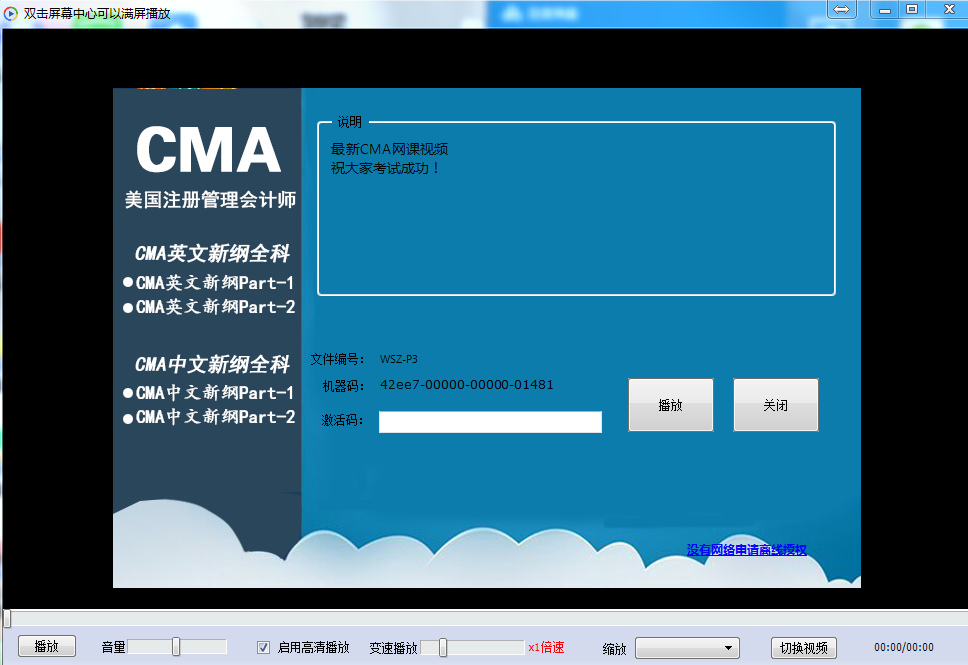 双击屏幕中心可以满屏播放
CMA
美国注册管理会计师
CMA英文新纲全科
CMA英文新纲Part-1
CMA英文新纲Part-2
CMA中文新纲全科
CMA中文新纲Part-1
CMA中文新纲Part-2
说明
最新CMA网课视频
祝大家考试成功！
文件编号： WSZ-P3
机器码： 42ee7-00000-00000-01481
激活码：
播放
关闭
没有网络申请离线授权
播放 音量 启用高清播放 变速播放 x1倍速 缩放 切换视频 00:00/00:00